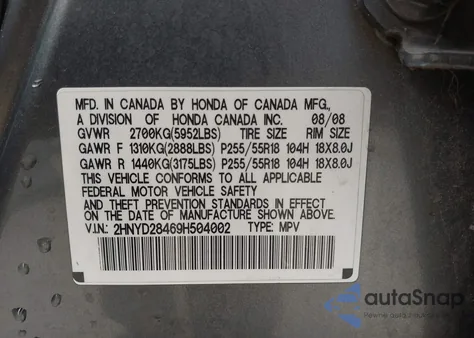 MFD. IN CANADA BY HONDA OF CANADA MFG.,
A DIVISION OF HONDA CANADA INC. 08/08
GVWR 2700KG(5952LBS) TIRE SIZE RIM SIZE
GAWR F 1310KG(2888LBS) P255/55R18 104H 18X8.0J
GAWR R 1440KG(3175LBS) P255/55R18 104H 18X8.0J
THIS VEHICLE CONFORMS TO ALL APPLICABLE
FEDERAL MOTOR VEHICLE SAFETY
AND THEFT PREVENTION STANDARDS IN EFFECT ON
THE DATE OF MANUFACTURE SHOWN ABOVE.
V.I.N.: 2HNYD28469H504002 TYPE: MPV
autoSnap